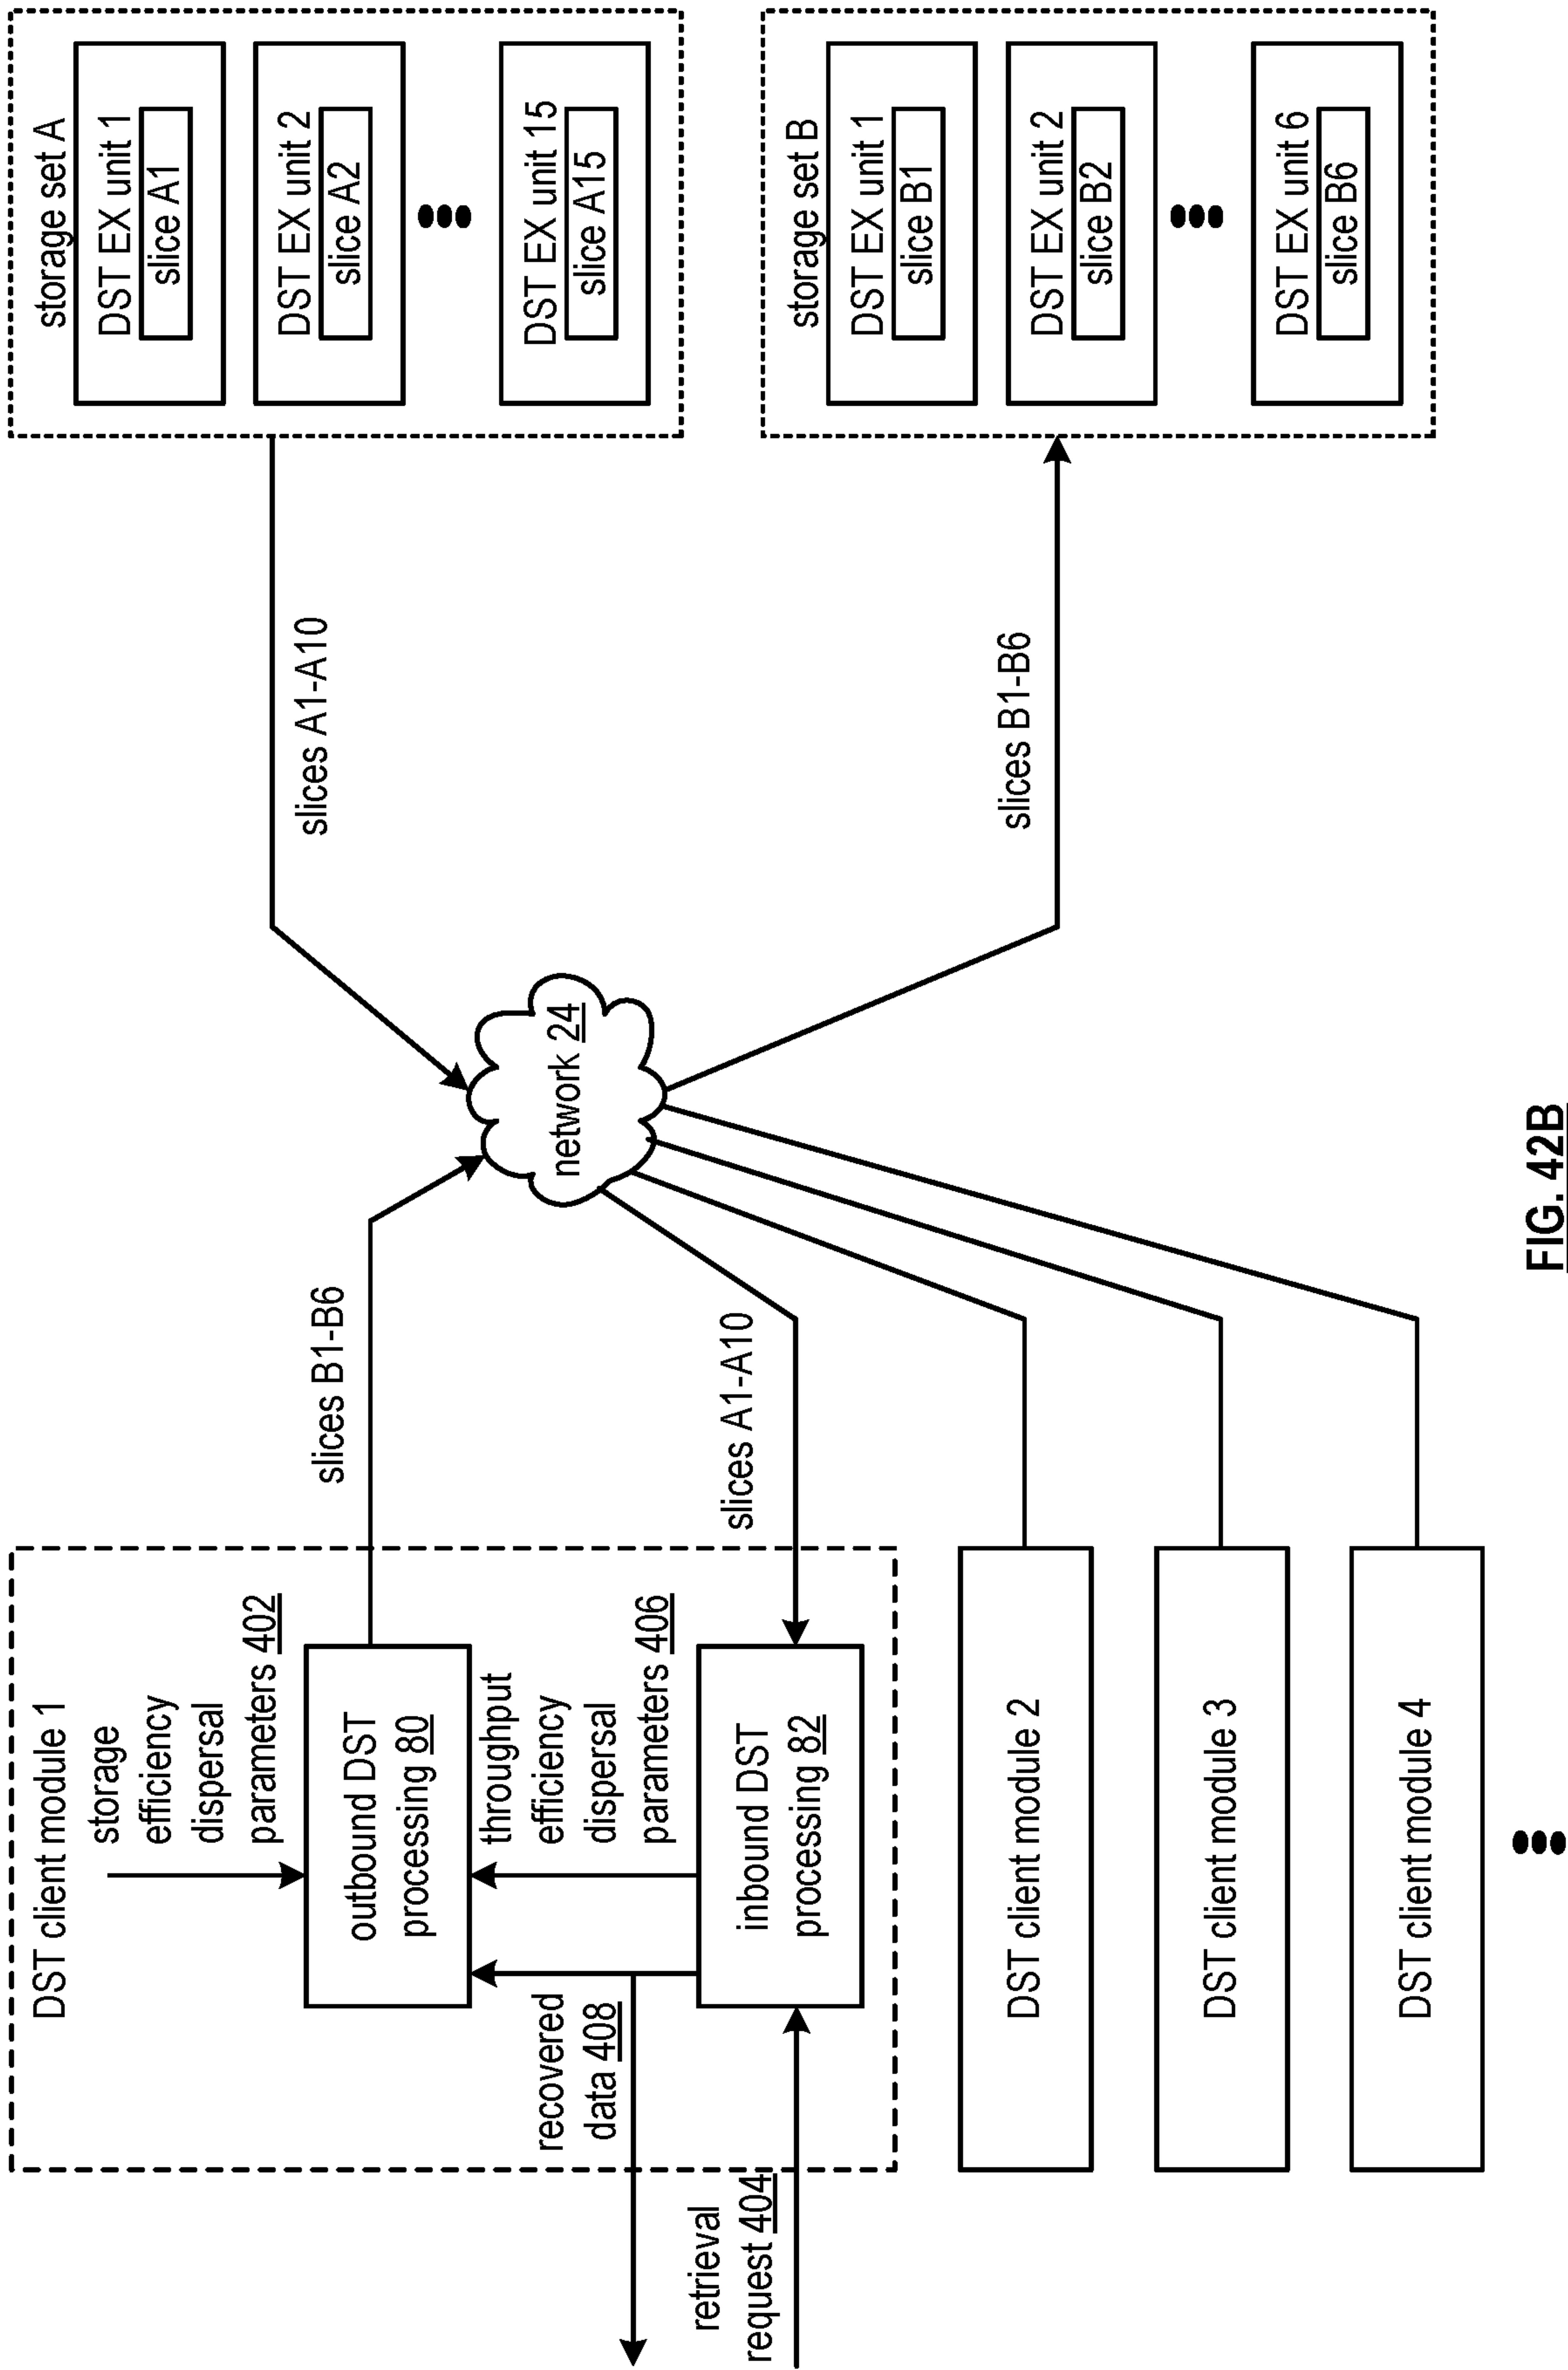 DST client module 1
storage
efficiency
dispersal
parameters 402
outbound DST
processing 80
throughput
efficiency
dispersal
parameters 406
recovered
data 408
inbound DST
processing 82
retrieval
request 404
DST client module 2
DST client module 3
DST client module 4
slices B1-B6
slices A1-A10
network 24
slices A1-A10
slices B1-B6
storage set A
DST EX unit 1
slice A1
DST EX unit 2
slice A2
DST EX unit 15
slice A15
storage set B
DST EX unit 1
slice B1
DST EX unit 2
slice B2
DST EX unit 6
slice B6
FIG. 42B